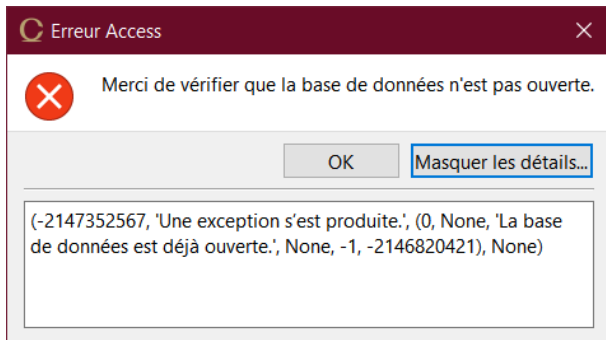 Erreur Access
Merci de vérifier que la base de données n'est pas ouverte.
OK
Masquer les détails...
(-2147352567, 'Une exception s’est produite.', (0, None, 'La base
de données est déjà ouverte.', None, -1, -2146820421), None)